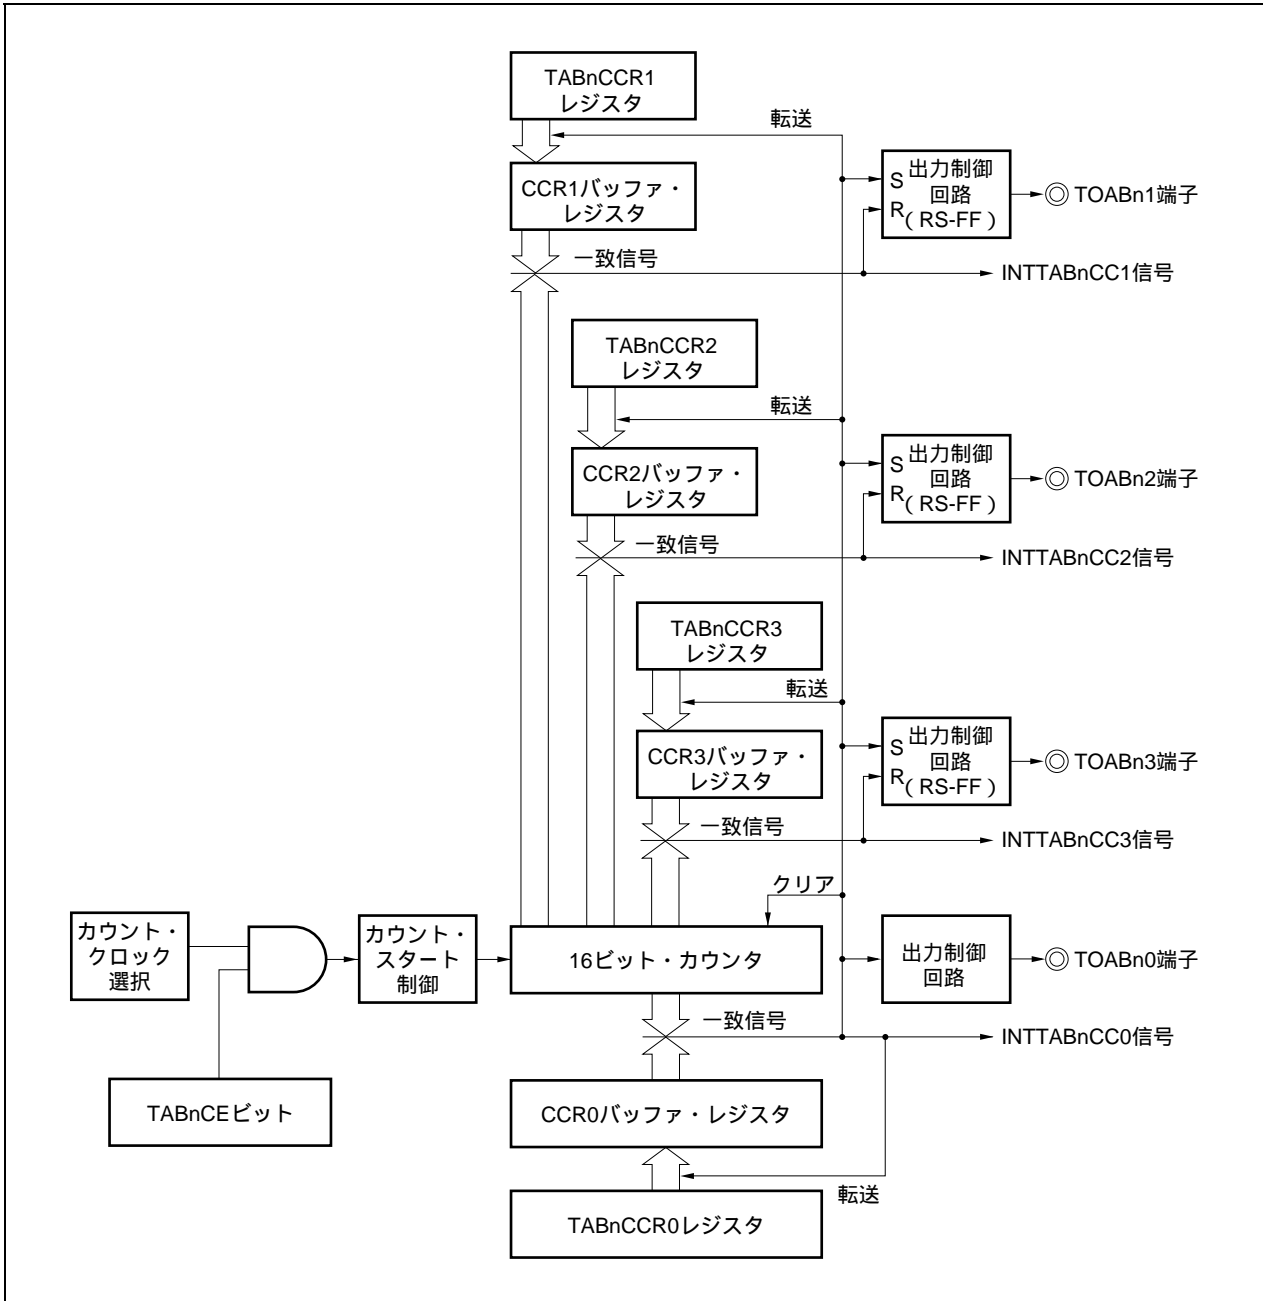 TABnCCR1
レジスタ
転送
CCR1バッファ・
レジスタ
S 出力制御
回路
R (RS-FF)
TOABn1端子
一致信号
INTTABnCC1信号
TABnCCR2
レジスタ
転送
CCR2バッファ・
レジスタ
S 出力制御
回路
R (RS-FF)
TOABn2端子
一致信号
INTTABnCC2信号
TABnCCR3
レジスタ
転送
CCR3バッファ・
レジスタ
S 出力制御
回路
R (RS-FF)
TOABn3端子
一致信号
INTTABnCC3信号
クリア
カウント・
クロック
選択
カウント・
スタート
制御
16ビット・カウンタ
出力制御
回路
TOABn0端子
一致信号
INTTABnCC0信号
TABnCEビット
CCR0バッファ・レジスタ
転送
TABnCCR0レジスタ